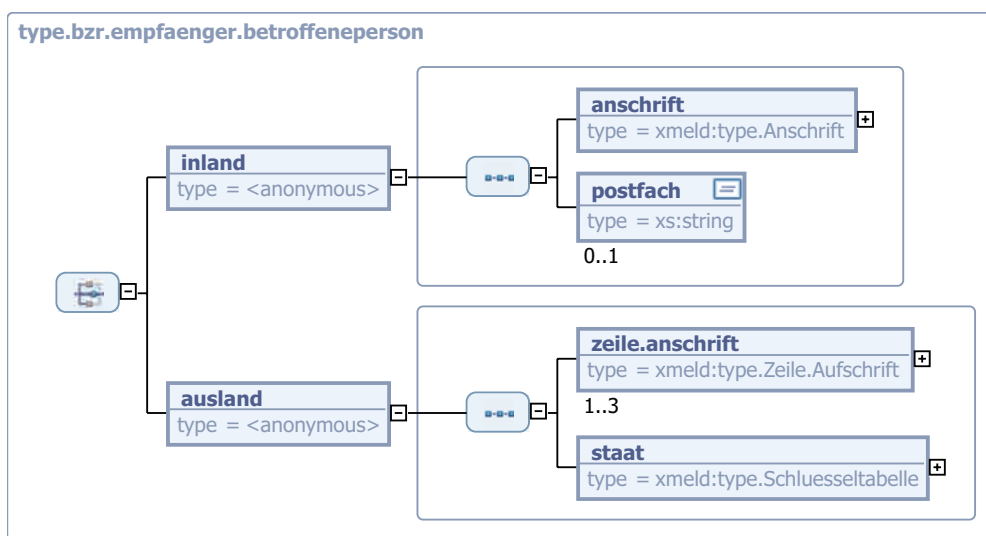 type.bzr.empfaenger.betroffeneperson
anschrift
type = xmeld:type.Anschrift
inland
type = <anonymous>
postfach
type = xs:string
0..1
zeile.anschrift
type = xmeld:type.Zeile.Aufschrift
1..3
ausland
type = <anonymous>
staat
type = xmeld:type.Schluesseltabelle